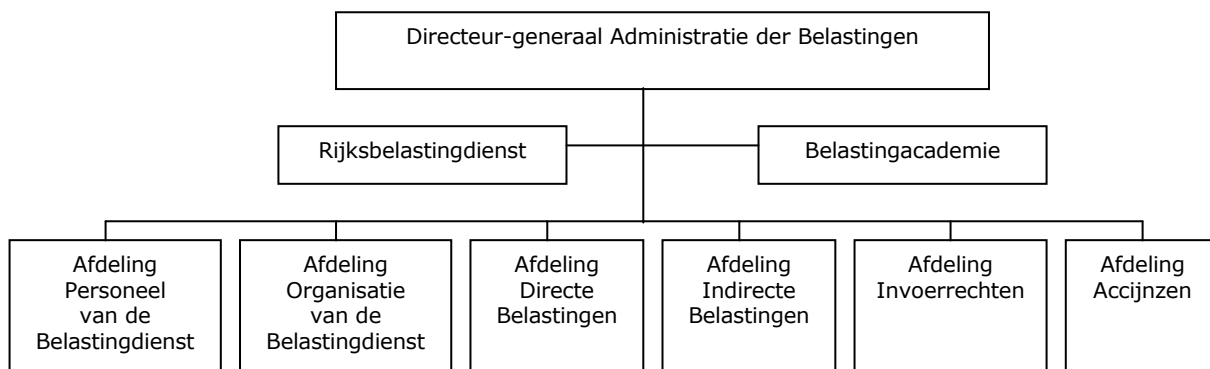 Directeur-generaal Administratie der Belastingen
Rijksbelastingdienst
Belastingacademie
Afdeling
Personeel
van de
Belastingdienst
Afdeling
Organisatie
van de
Belastingdienst
Afdeling
Directe
Belastingen
Afdeling
Indirecte
Belastingen
Afdeling
Invoerrechten
Afdeling
Accijnzen